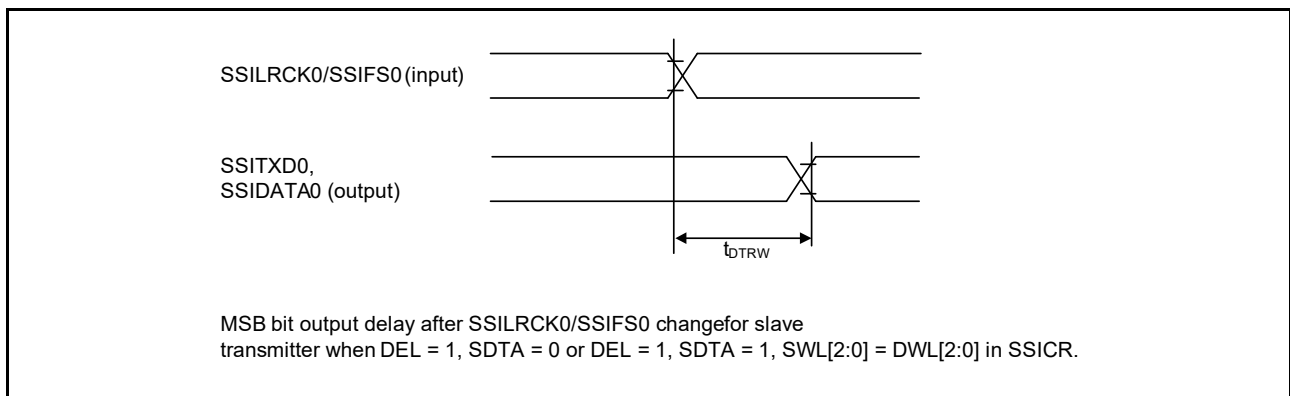 SSILRCK0/SSIFS0 (input)
SSITXD0,
SSIDATA0 (output)
tDTRW
MSB bit output delay after SSILRCK0/SSIFS0 changefor slave
transmitter when DEL = 1, SDTA = 0 or DEL = 1, SDTA = 1, SWL[2:0] = DWL[2:0] in SSICR.